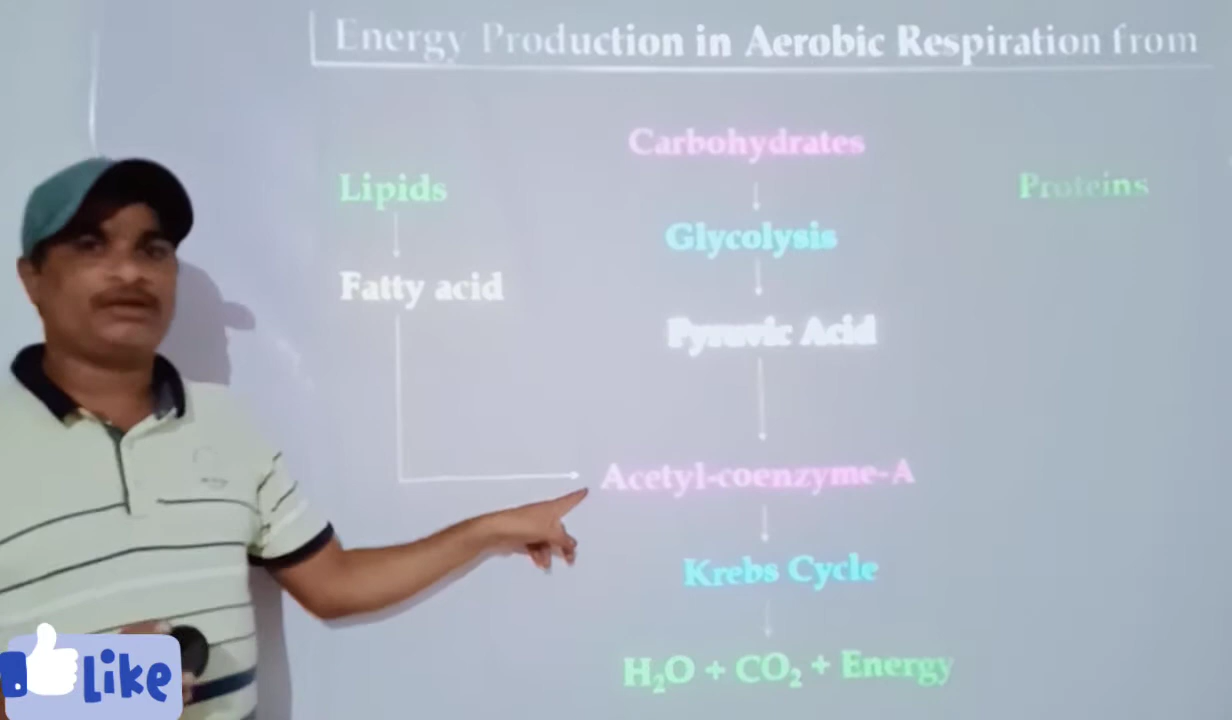 Energy Production in Aerobic Respiration from
Carbohydrates
Lipids
Proteins
Glycolysis
Fatty acid
Pyruvic Acid
Acetyl-coenzyme-A
Krebs Cycle
H₂O + CO₂ + Energy
Like